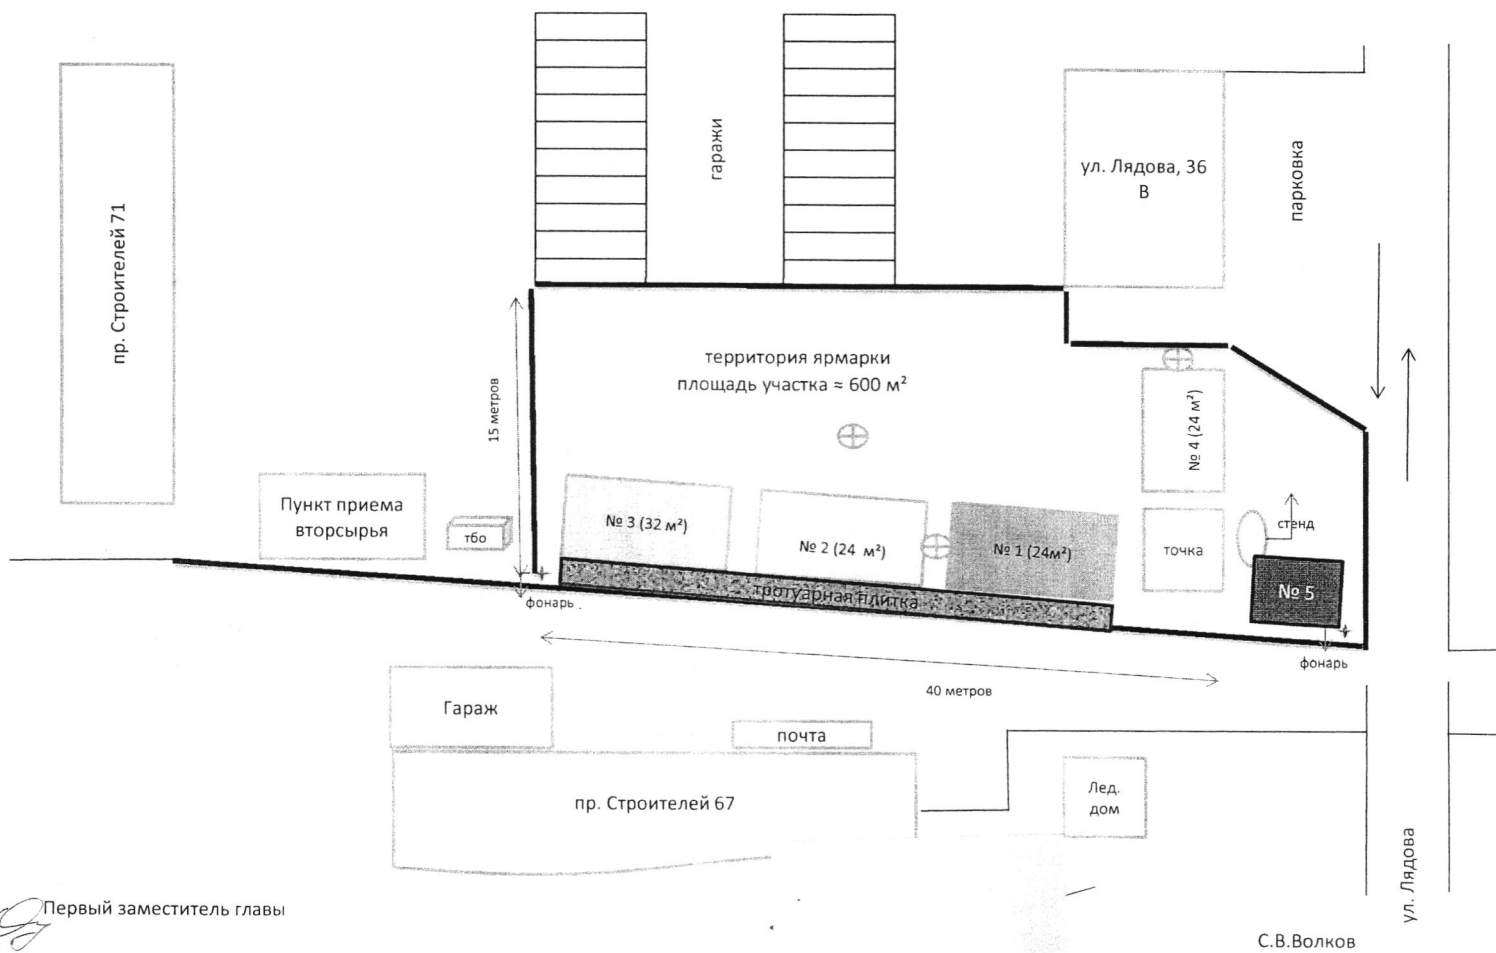 гаражи
ул. Лядова, 36
В
парковка
пр. Строителей 71
территория ярмарки
площадь участка ≈ 600 м²
15 метров
№ 4 (24 м²)
Пункт приема
вторсырья
тбо
№ 3 (32 м²)
№ 2 (24 м²)
№ 1 (24м²)
точка
стенд
№ 5
тротуарная плитка
фонарь
фонарь
40 метров
Гараж
почта
пр. Строителей 67
Лед.
дом
ул. Лядова
Первый заместитель главы
С.В.Волков